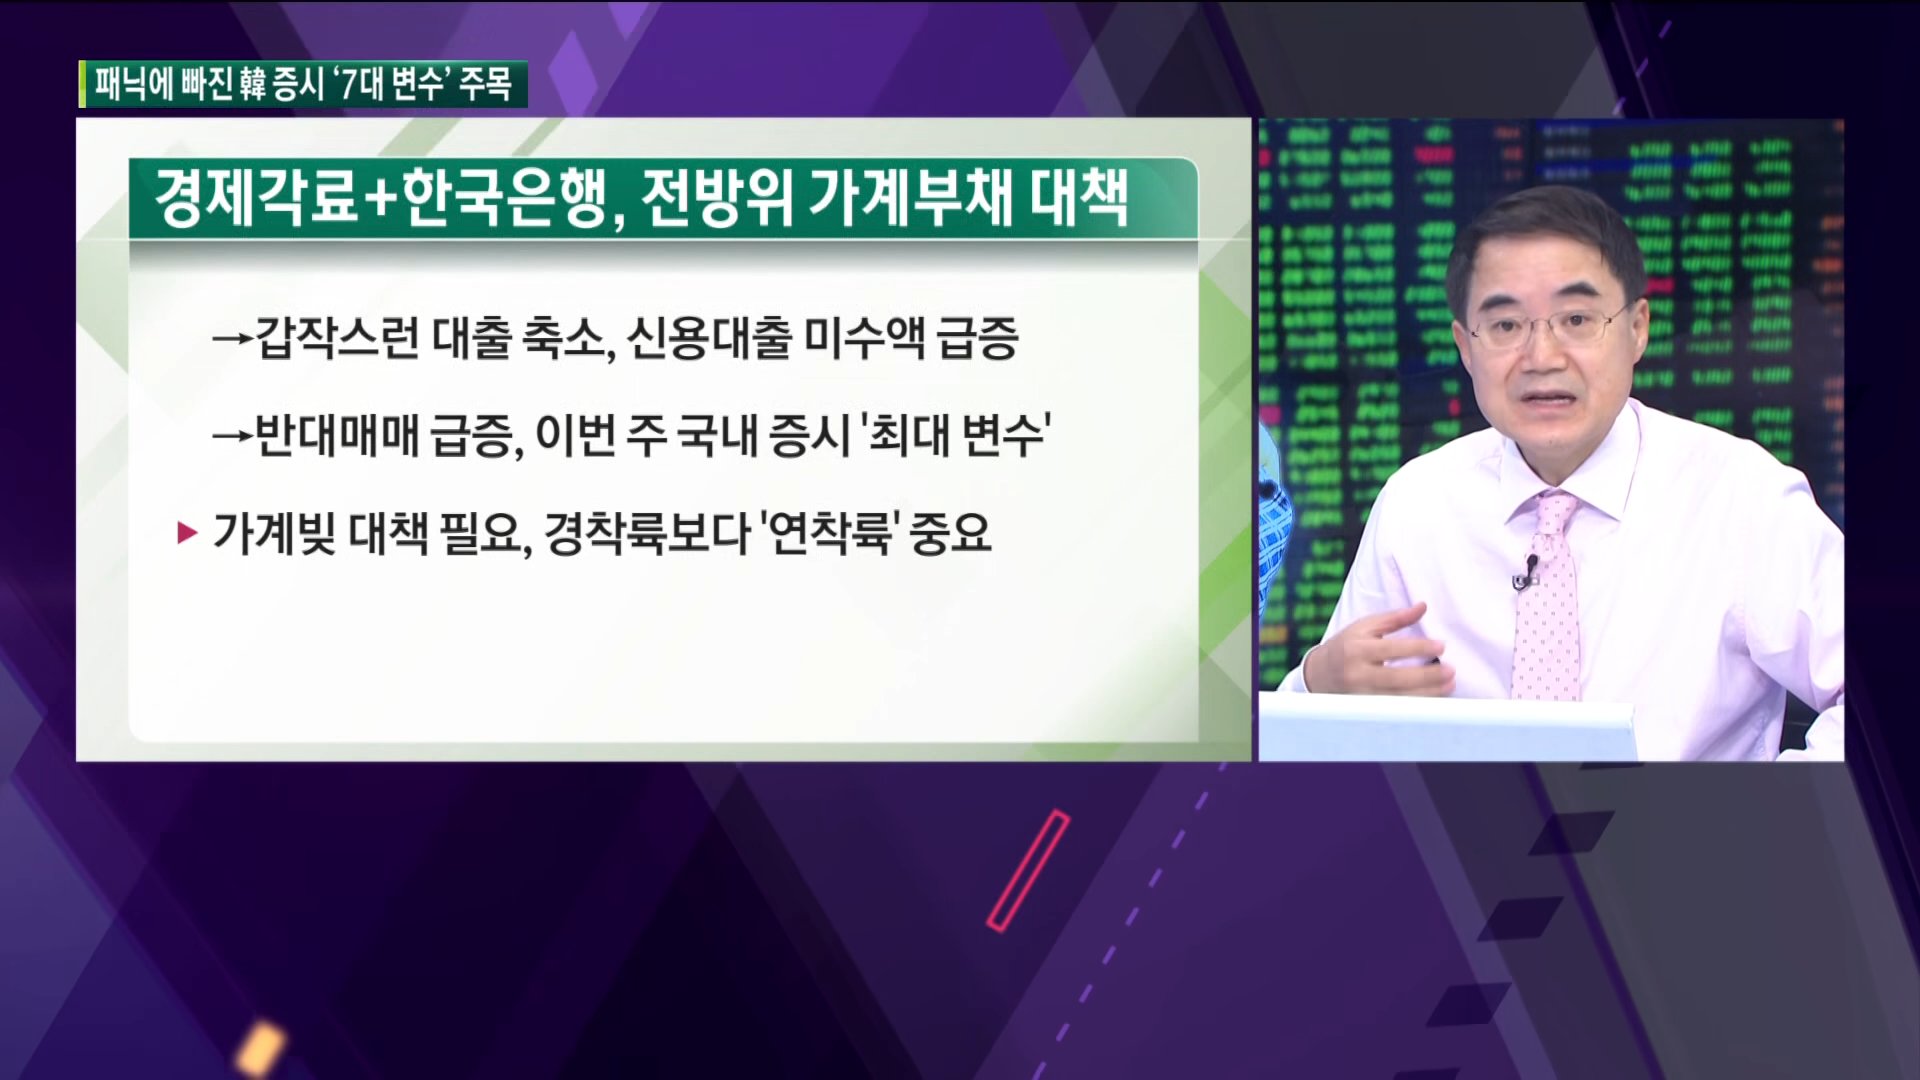 패닉에 빠진 韓 증시 ‘7대 변수’ 주목
경제각료+한국은행, 전방위 가계부채 대책
→갑작스런 대출 축소, 신용대출 미수액 급증
→반대매매 급증, 이번 주 국내 증시 '최대 변수'
▶ 가계빚 대책 필요, 경착륙보다 '연착륙' 중요